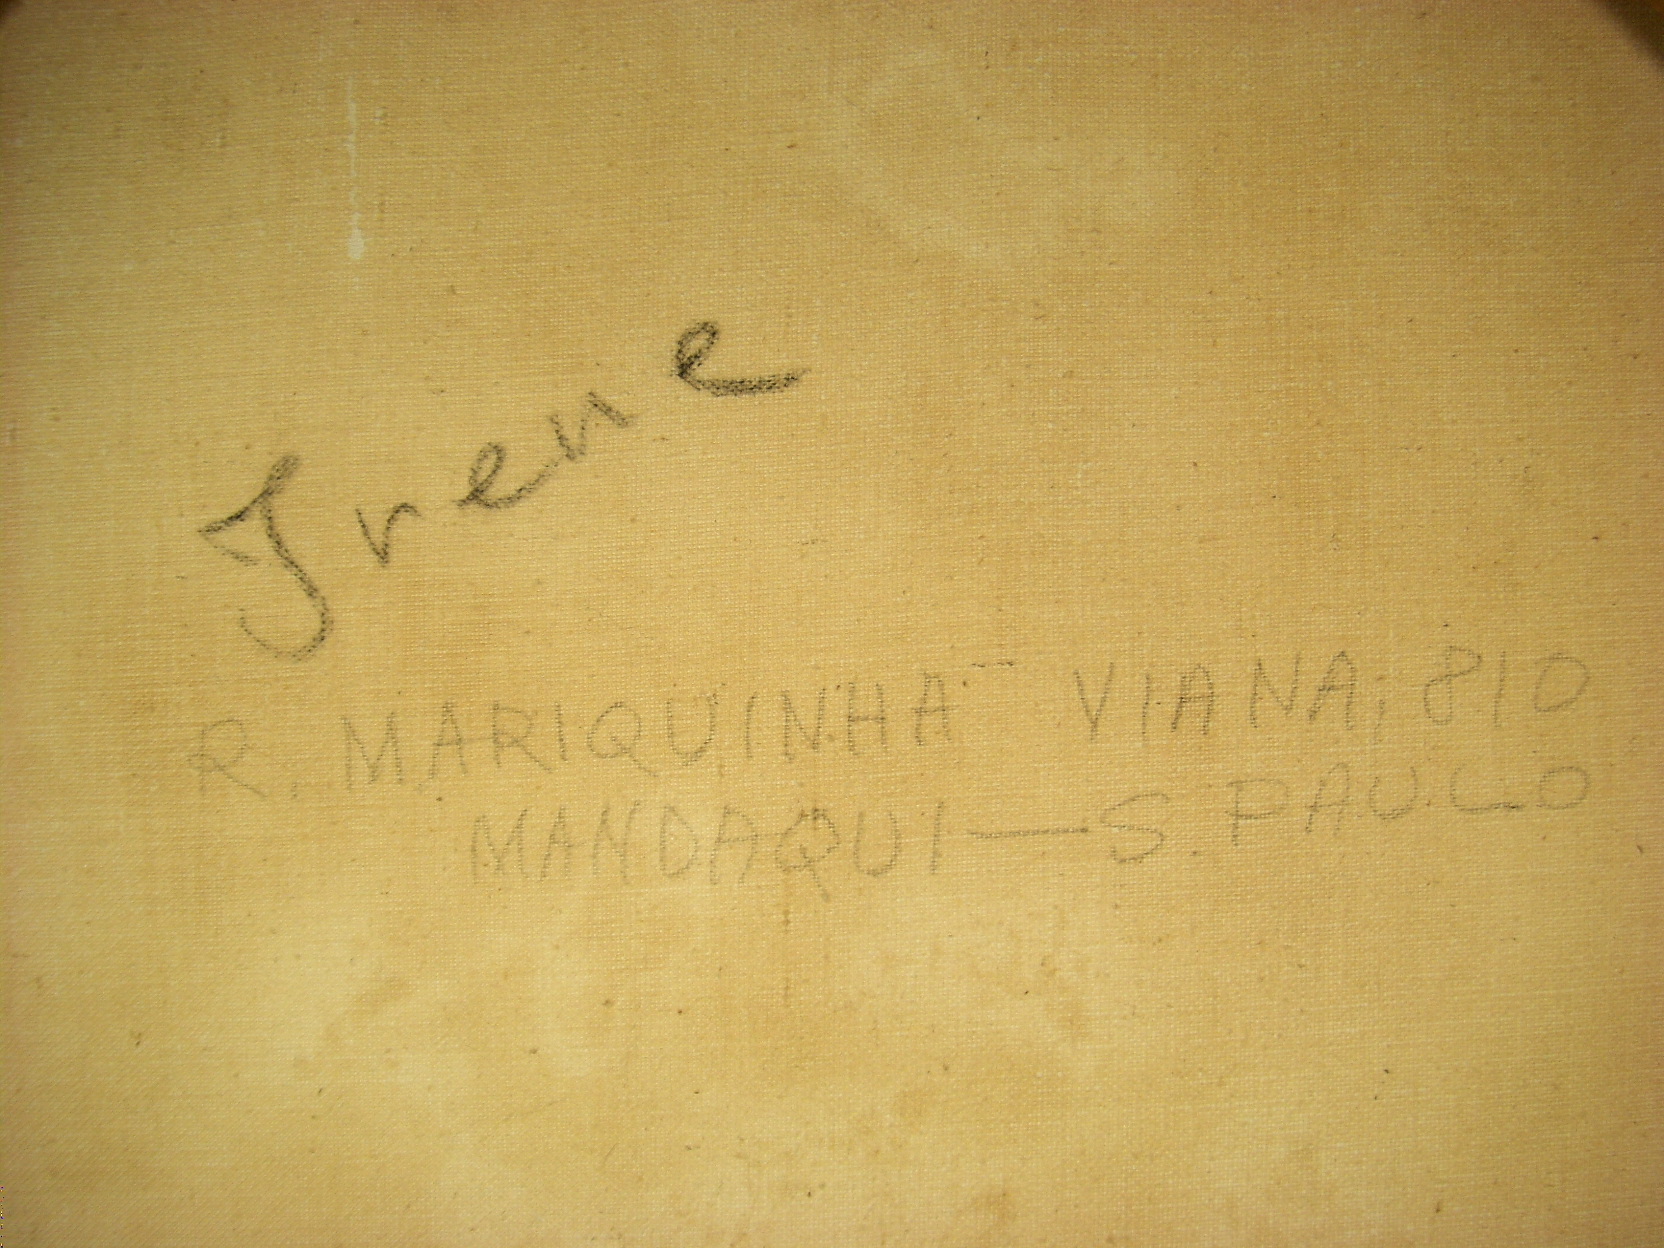 Irene
R. MARIQUINHA VIANA, 810
MANDAQUI — S. PAULO